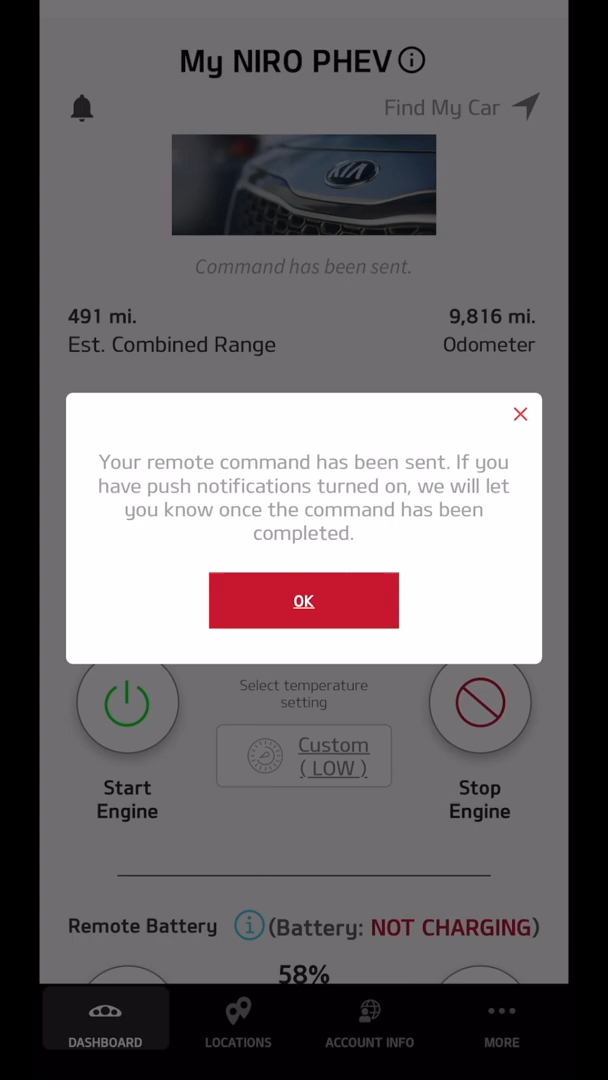 My NIRO PHEV
Find My Car
KIA
Command has been sent.
491 mi.
9,816 mi.
Est. Combined Range
Odometer
Your remote command has been sent. If you
have push notifications turned on, we will let
you know once the command has been
completed.
OK
Select temperature
setting
Custom
( LOW )
Start
Engine
Stop
Engine
Remote Battery
(Battery: NOT CHARGING)
58%
DASHBOARD
LOCATIONS
ACCOUNT INFO
MORE